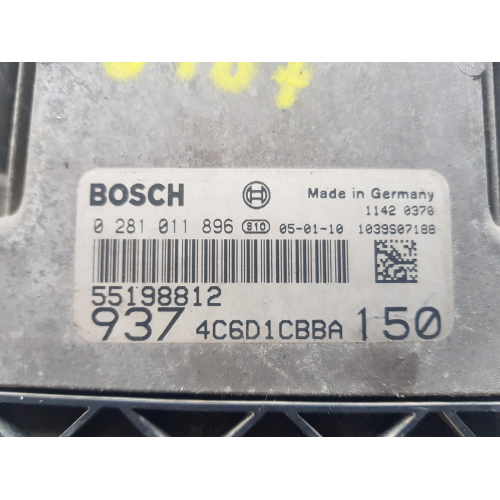 BOSCH Made in Germany
1142 0370
0 281 011 896 810 05-01-10 1039S07188
55198812
937 4C6D1CBBA 150